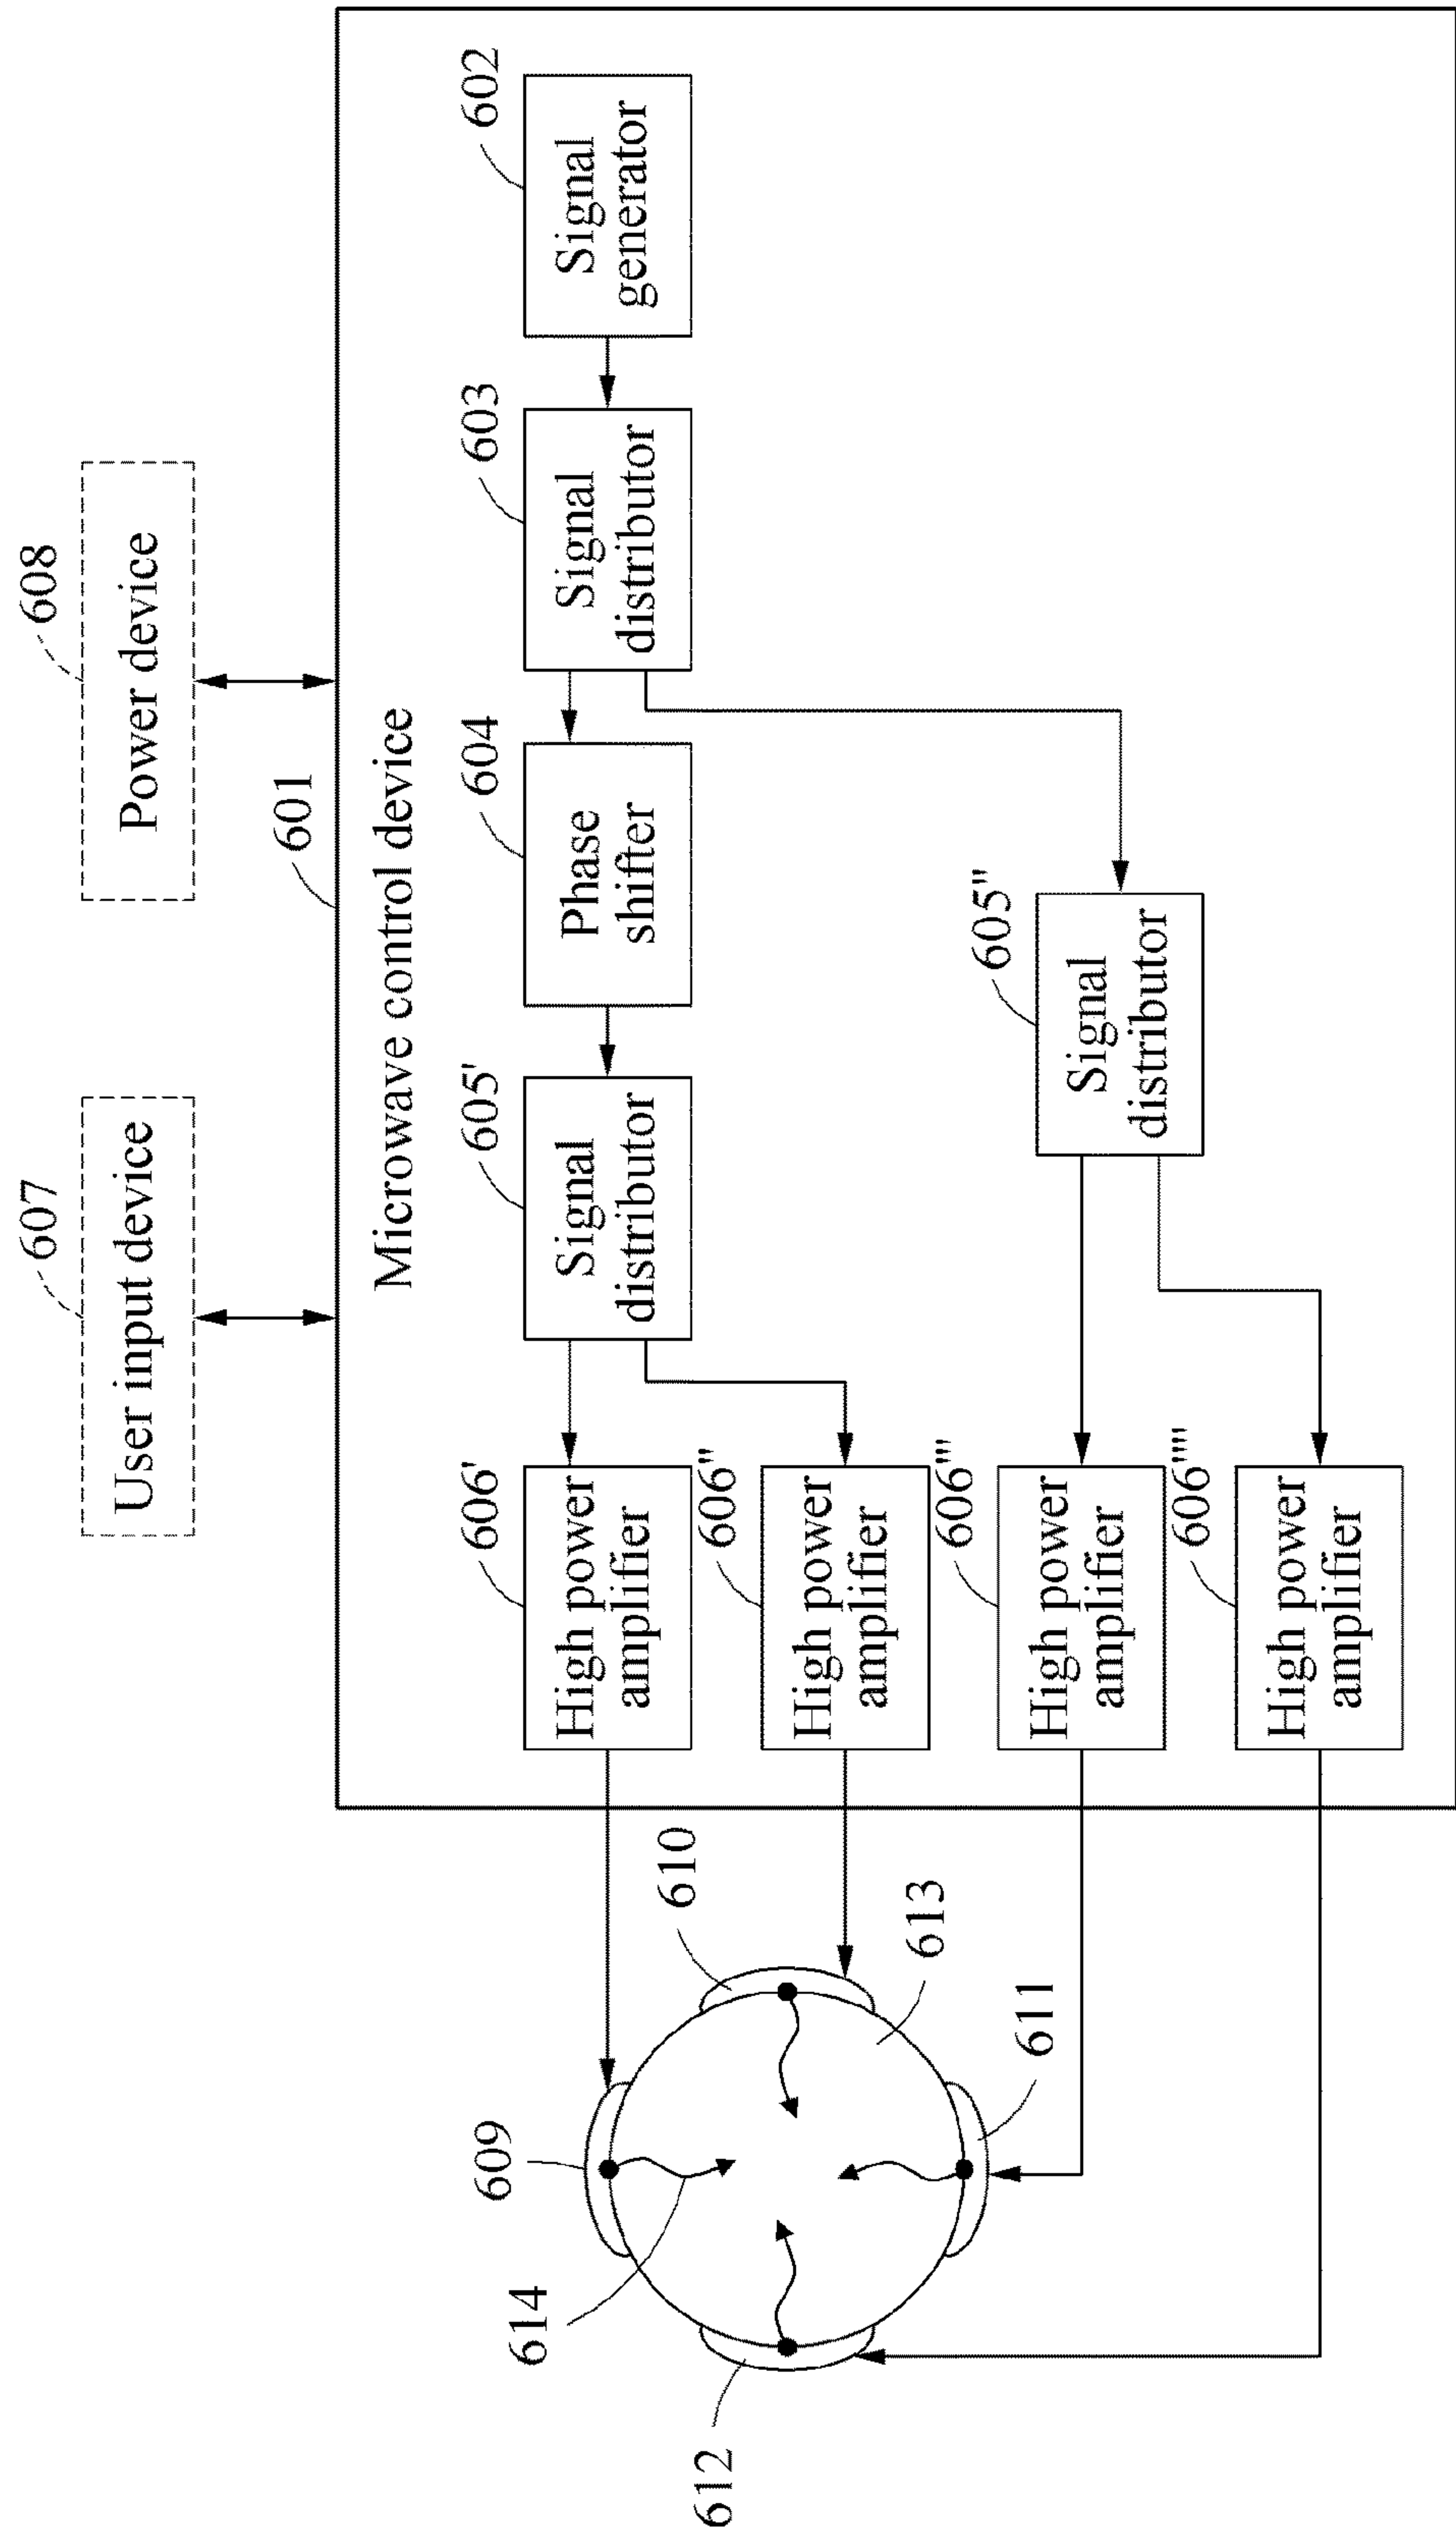 607
User input device
608
Power device
601
Microwave control device
602
Signal
generator
603
Signal
distributor
604
Phase
shifter
605'
Signal
distributor
606'
High power
amplifier
606"
High power
amplifier
605"
Signal
distributor
606"'
High power
amplifier
606""
High power
amplifier
609
610
611
612
613
614